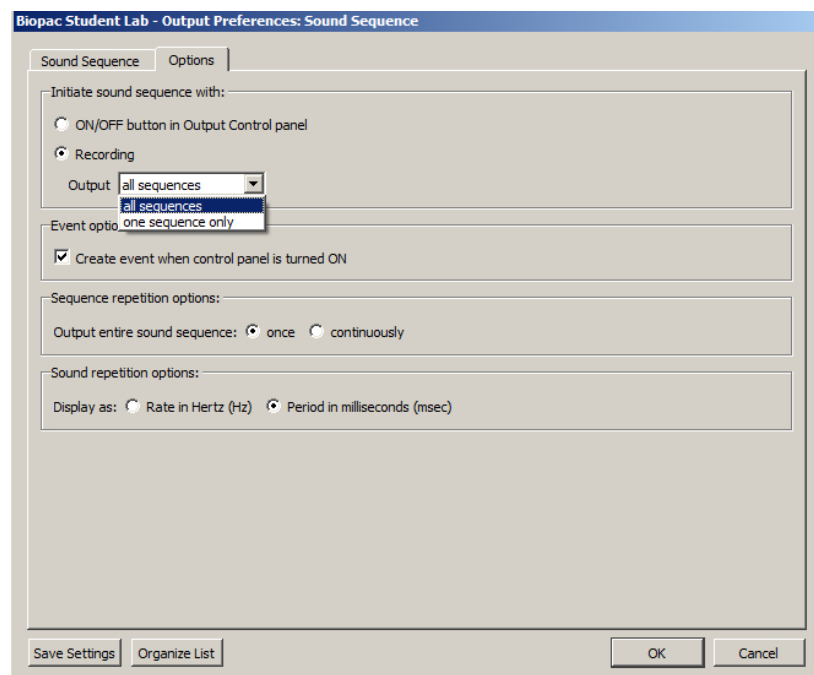 Biopac Student Lab - Output Preferences: Sound Sequence
Sound Sequence Options
Initiate sound sequence with:
ON/OFF button in Output Control panel
Recording
Output all sequences
all sequences
one sequence only
Event optio
Create event when control panel is turned ON
Sequence repetition options:
Output entire sound sequence: once continuously
Sound repetition options:
Display as: Rate in Hertz (Hz) Period in milliseconds (msec)
Save Settings Organize List OK Cancel